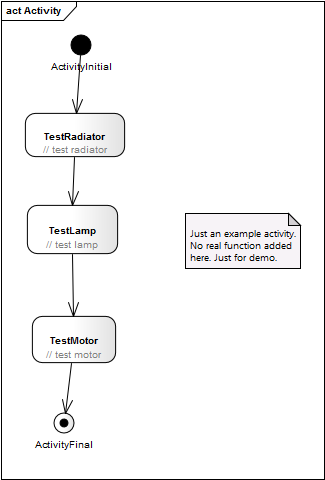 act Activity
ActivityInitial
TestRadiator
// test radiator
TestLamp
// test lamp
Just an example activity.
No real function added
here. Just for demo.
TestMotor
// test motor
ActivityFinal